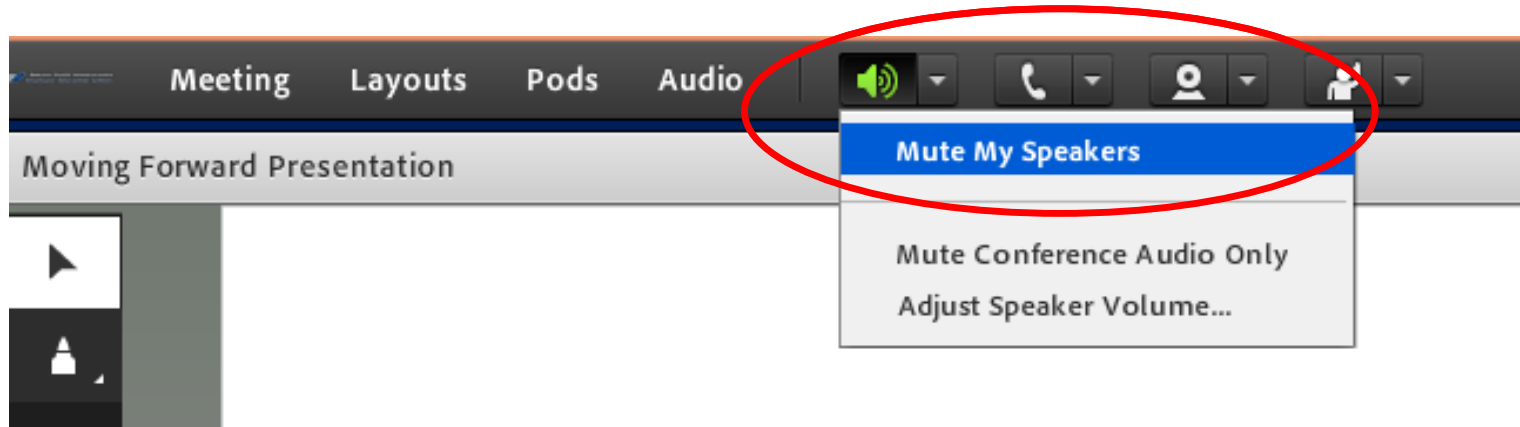 Meeting Layouts Pods Audio
Mute My Speakers
Moving Forward Presentation
Mute Conference Audio Only
Adjust Speaker Volume...